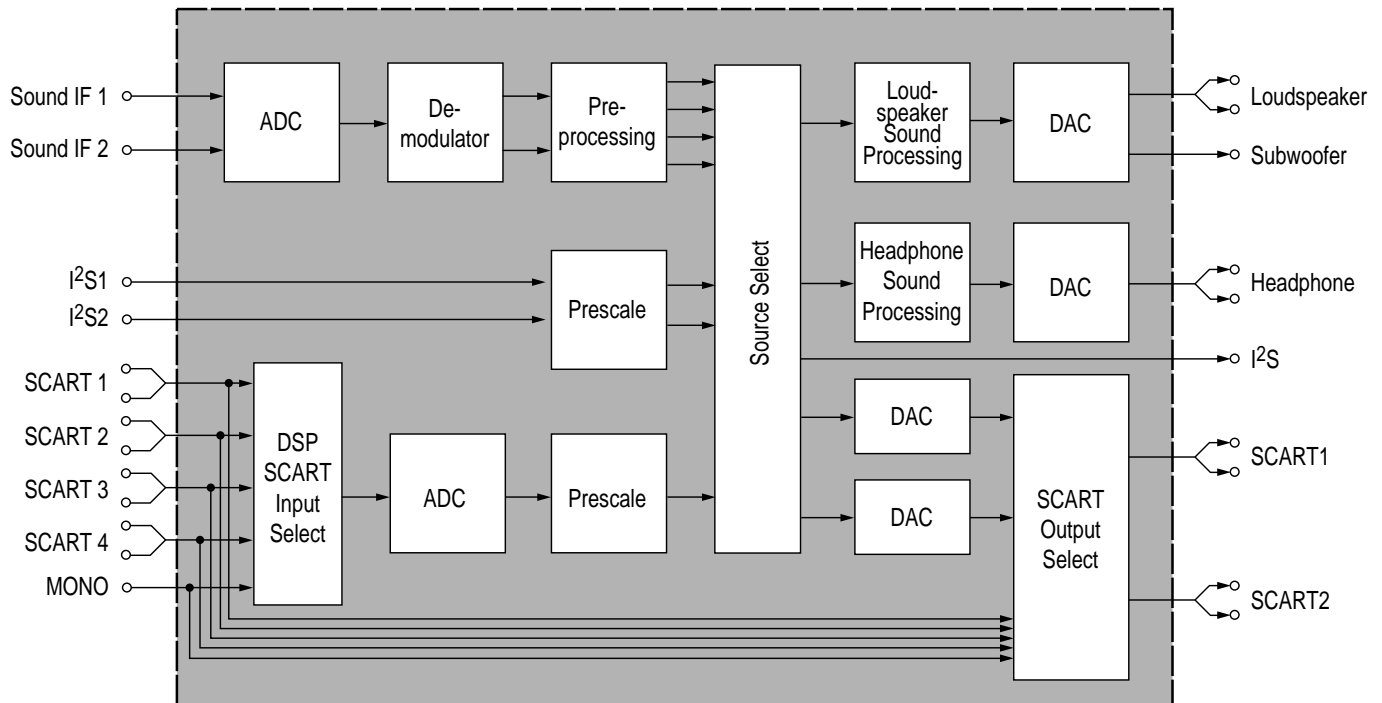 Sound IF 1
Sound IF 2
ADC
De-
modulator
Pre-
processing
Loud-
speaker
Sound
Processing
DAC
Loudspeaker
Subwoofer
I²S1
I²S2
Prescale
Source Select
Headphone
Sound
Processing
DAC
Headphone
I²S
SCART 1
SCART 2
SCART 3
SCART 4
MONO
DSP
SCART
Input
Select
ADC
Prescale
DAC
DAC
SCART
Output
Select
SCART1
SCART2